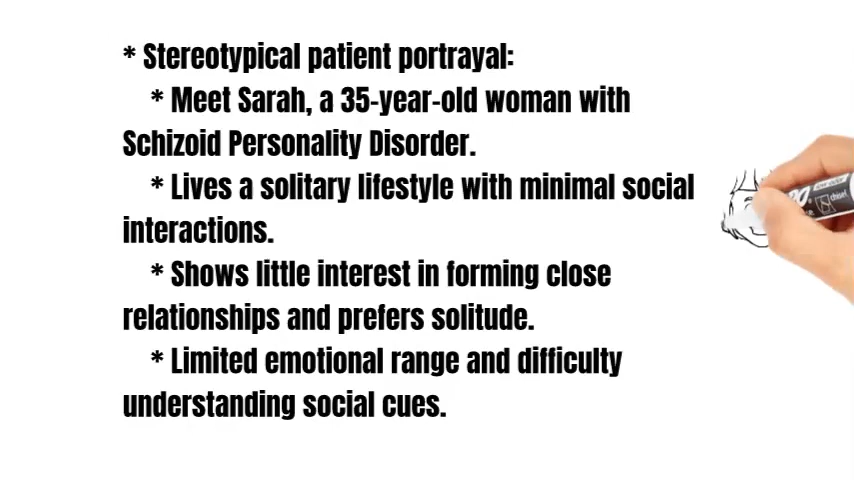 * Stereotypical patient portrayal:
* Meet Sarah, a 35-year-old woman with
Schizoid Personality Disorder.
* Lives a solitary lifestyle with minimal social
interactions.
* Shows little interest in forming close
relationships and prefers solitude.
* Limited emotional range and difficulty
understanding social cues.
chisel